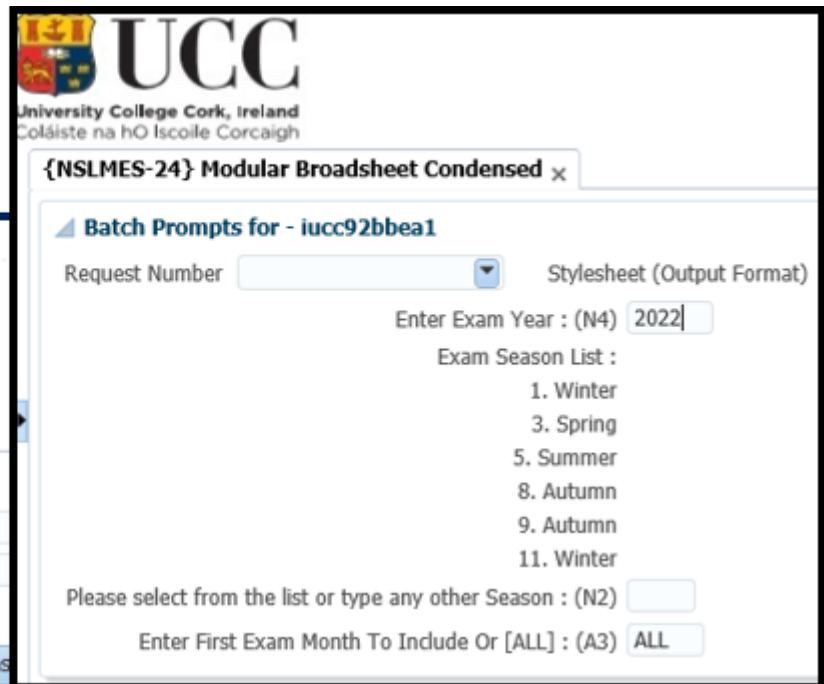 UCC
University College Cork, Ireland
Coláiste na hO Iscoile Corcaigh
{NSLMES-24} Modular Broadsheet Condensed ×
Batch Prompts for - iucc92bbea1
Request Number Stylesheet (Output Format)
Enter Exam Year : (N4) 2022
Exam Season List :
1. Winter
3. Spring
5. Summer
8. Autumn
9. Autumn
11. Winter
Please select from the list or type any other Season : (N2)
Enter First Exam Month To Include Or [ALL] : (A3) ALL